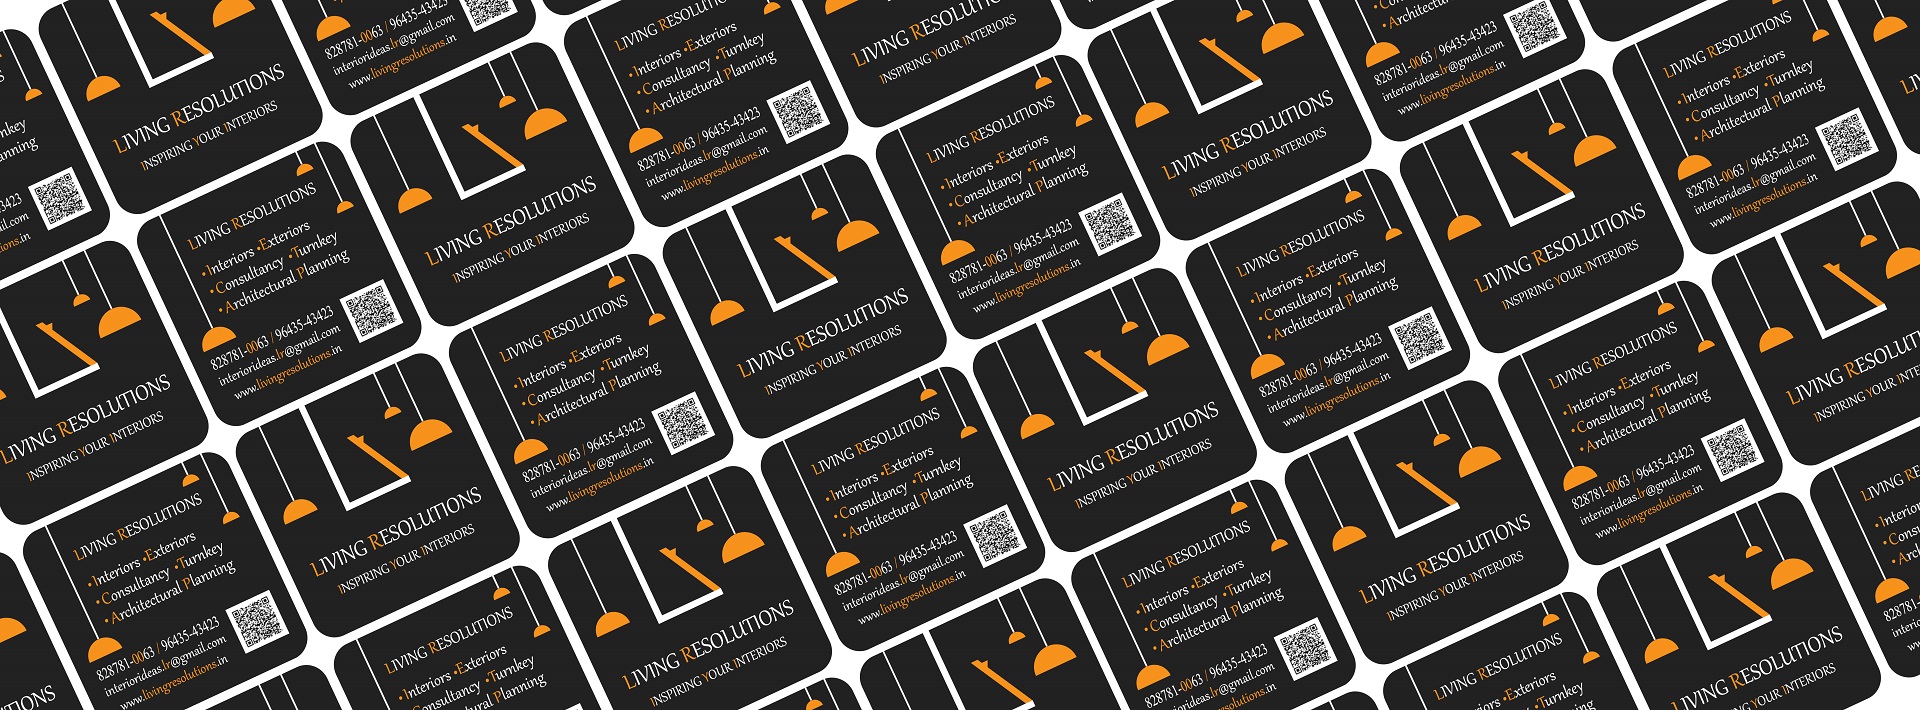 LIVING RESOLUTIONS
INSPIRING YOUR INTERIORS
LIVING RESOLUTIONS
•Interiors •Exteriors
•Consultancy •Turnkey
•Architectural Planning
828781-0063 / 96435-43423
interiorideas.lr@gmail.com
www.livingresolutions.in